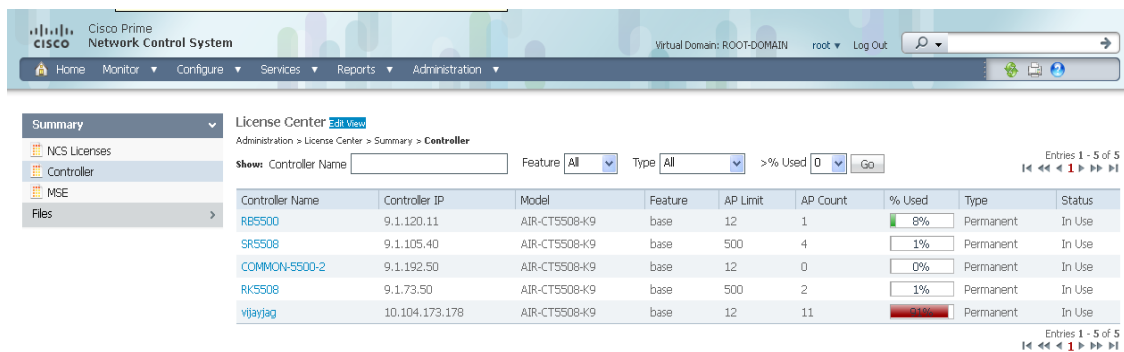 Cisco Prime
CISCO Network Control System
Virtual Domain: ROOT-DOMAIN root Log Out
Home Monitor Configure Services Reports Administration
Summary
NCS Licenses
Controller
MSE
Files
License Center Edit View
Administration > License Center > Summary > Controller
Show: Controller Name Feature All Type All >% Used 0 Go
Entries 1 - 5 of 5
1
Controller Name Controller IP Model Feature AP Limit AP Count % Used Type Status
RB5500 9.1.120.11 AIR-CT5508-K9 base 12 1 8% Permanent In Use
SR5508 9.1.105.40 AIR-CT5508-K9 base 500 4 1% Permanent In Use
COMMON-5500-2 9.1.192.50 AIR-CT5508-K9 base 12 0 0% Permanent In Use
RK5508 9.1.73.50 AIR-CT5508-K9 base 500 2 1% Permanent In Use
vijayjag 10.104.173.178 AIR-CT5508-K9 base 12 11 91% Permanent In Use
Entries 1 - 5 of 5
1